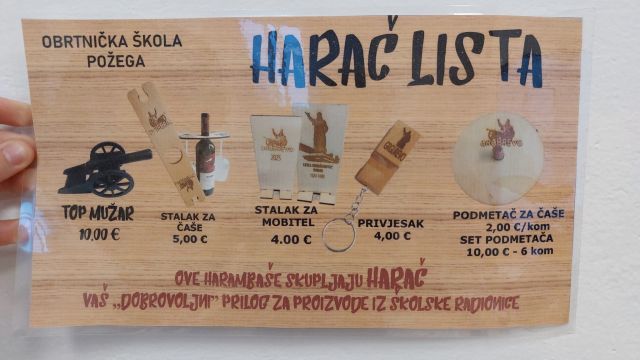 OBRTNIČKA ŠKOLA
POŽEGA
HARAČ LISTA
TOP MUŽAR
10,00 €
STALAK ZA
ČAŠE
5,00 €
STALAK ZA
MOBITEL
4.00 €
PRIVJESAK
4,00 €
PODMETAČ ZA ČAŠE
2,00 €/kom
SET PODMETAČA
10,00 € - 6 kom
OVE HARAMBAŠE SKUPLJAJU HARAČ
VAŠ „DOBROVOLJNI" PRILOG ZA PROIZVODE IZ ŠKOLSKE RADIONICE